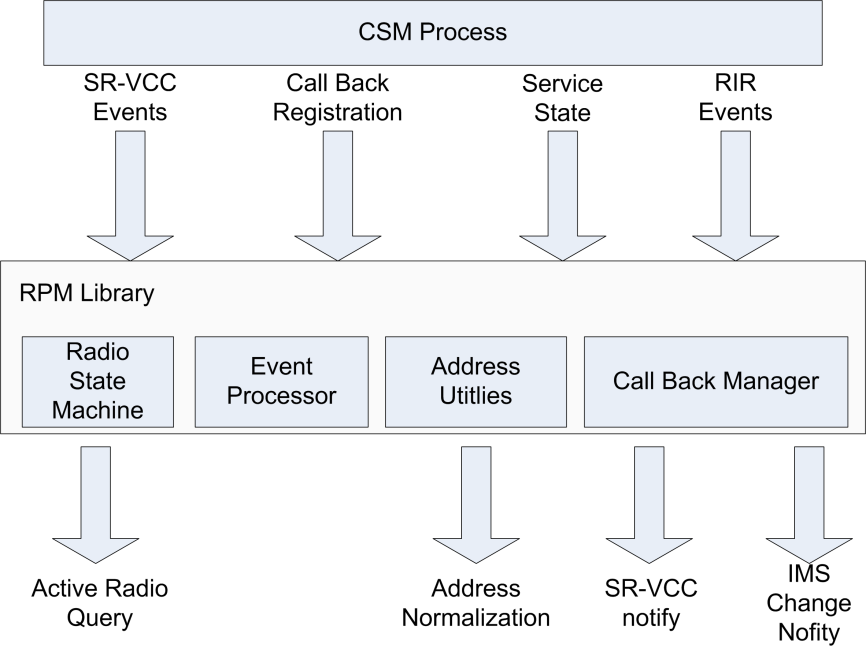 CSM Process
SR-VCC
Events
Call Back
Registration
Service
State
RIR
Events
RPM Library
Radio
State
Machine
Event
Processor
Address
Utitlies
Call Back Manager
Active Radio
Query
Address
Normalization
SR-VCC
notify
IMS
Change
Nofity